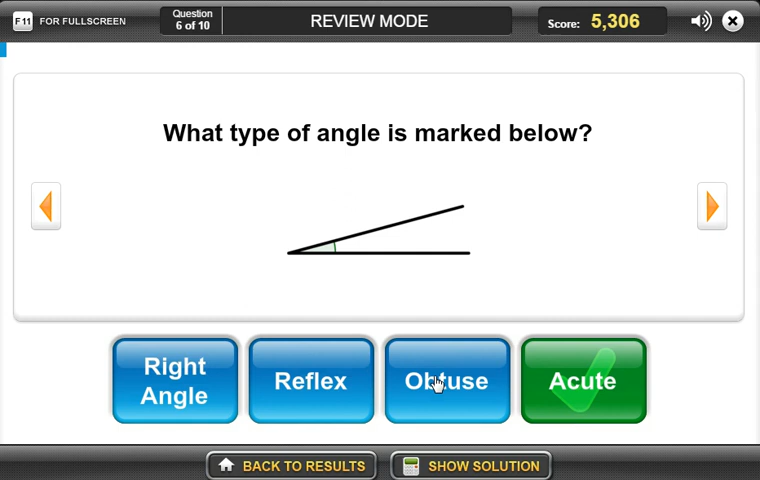 F11 FOR FULLSCREEN
Question
6 of 10
REVIEW MODE
Score: 5,306
What type of angle is marked below?
Right
Angle
Reflex
Obtuse
Acute
BACK TO RESULTS
SHOW SOLUTION